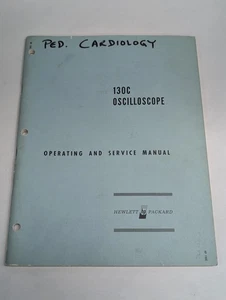 PED. CARDIOLOGY
130C
OSCILLOSCOPE
OPERATING AND SERVICE MANUAL
HEWLETT PACKARD